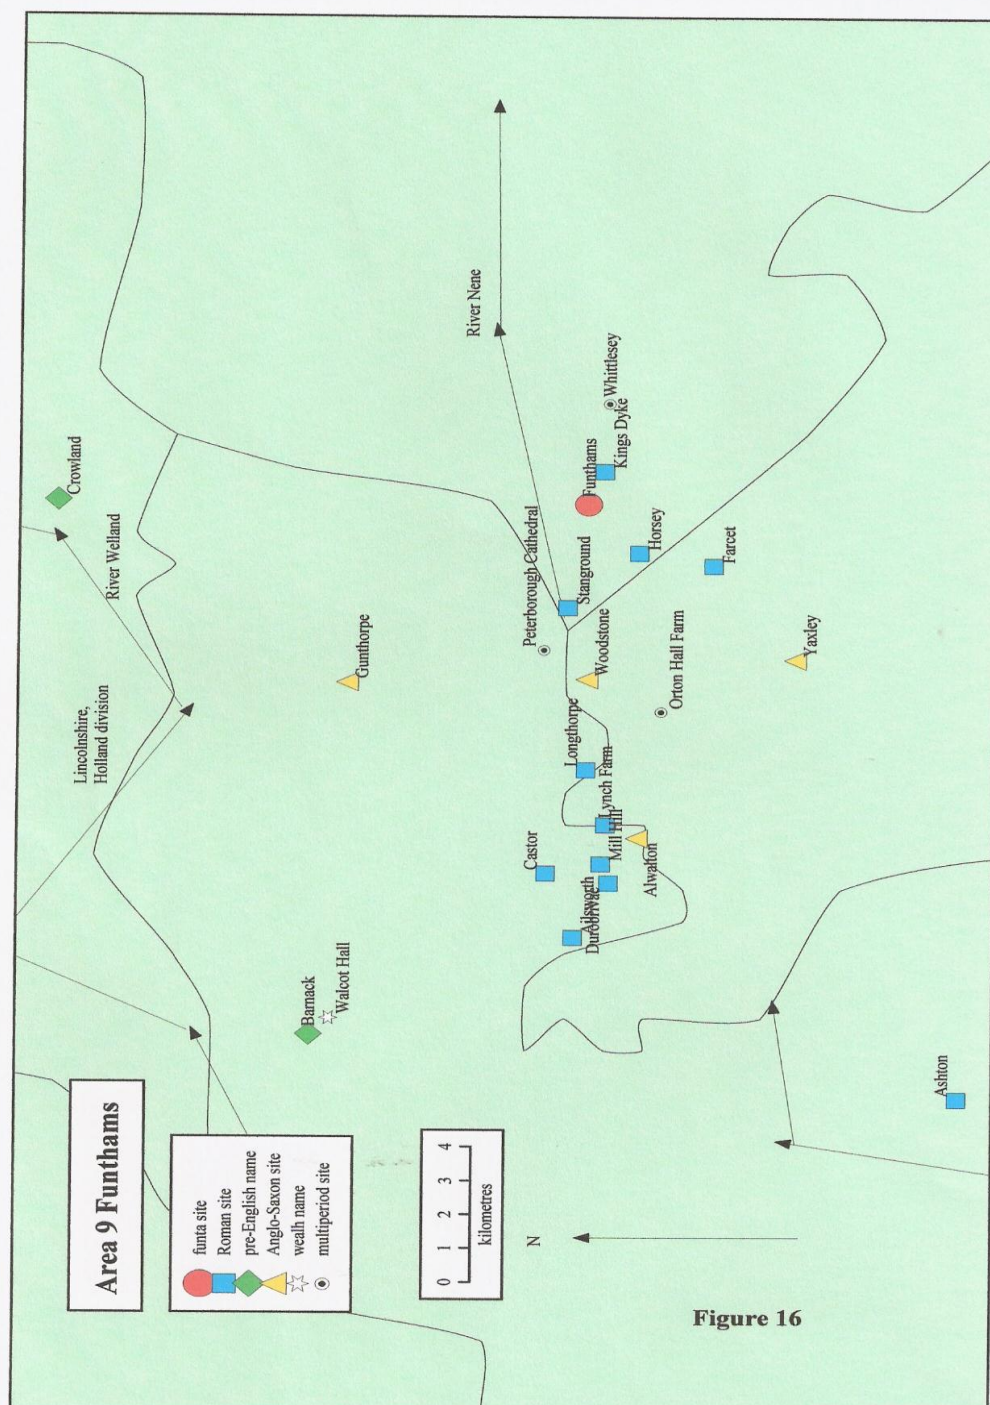 Area 9 Funthams
funta site
Roman site
pre-English name
Anglo-Saxon site
wealh name
multiperiod site
0 1 2 3 4
kilometres
N
Lincolnshire,
Holland division
River Welland
Crowland
Gunthorpe
Barnack
Walcot Hall
River Nene
Peterborough Cathedral
Castor
Stanground
Funthams
Kings Dyke
Whittlesey
Woodstone
Longthorpe
Lynch Farm
Mill Hill
Ailsworth
Durobrivae
Alwalton
Horsey
Farcet
Orton Hall Farm
Yaxley
Ashton
Figure 16